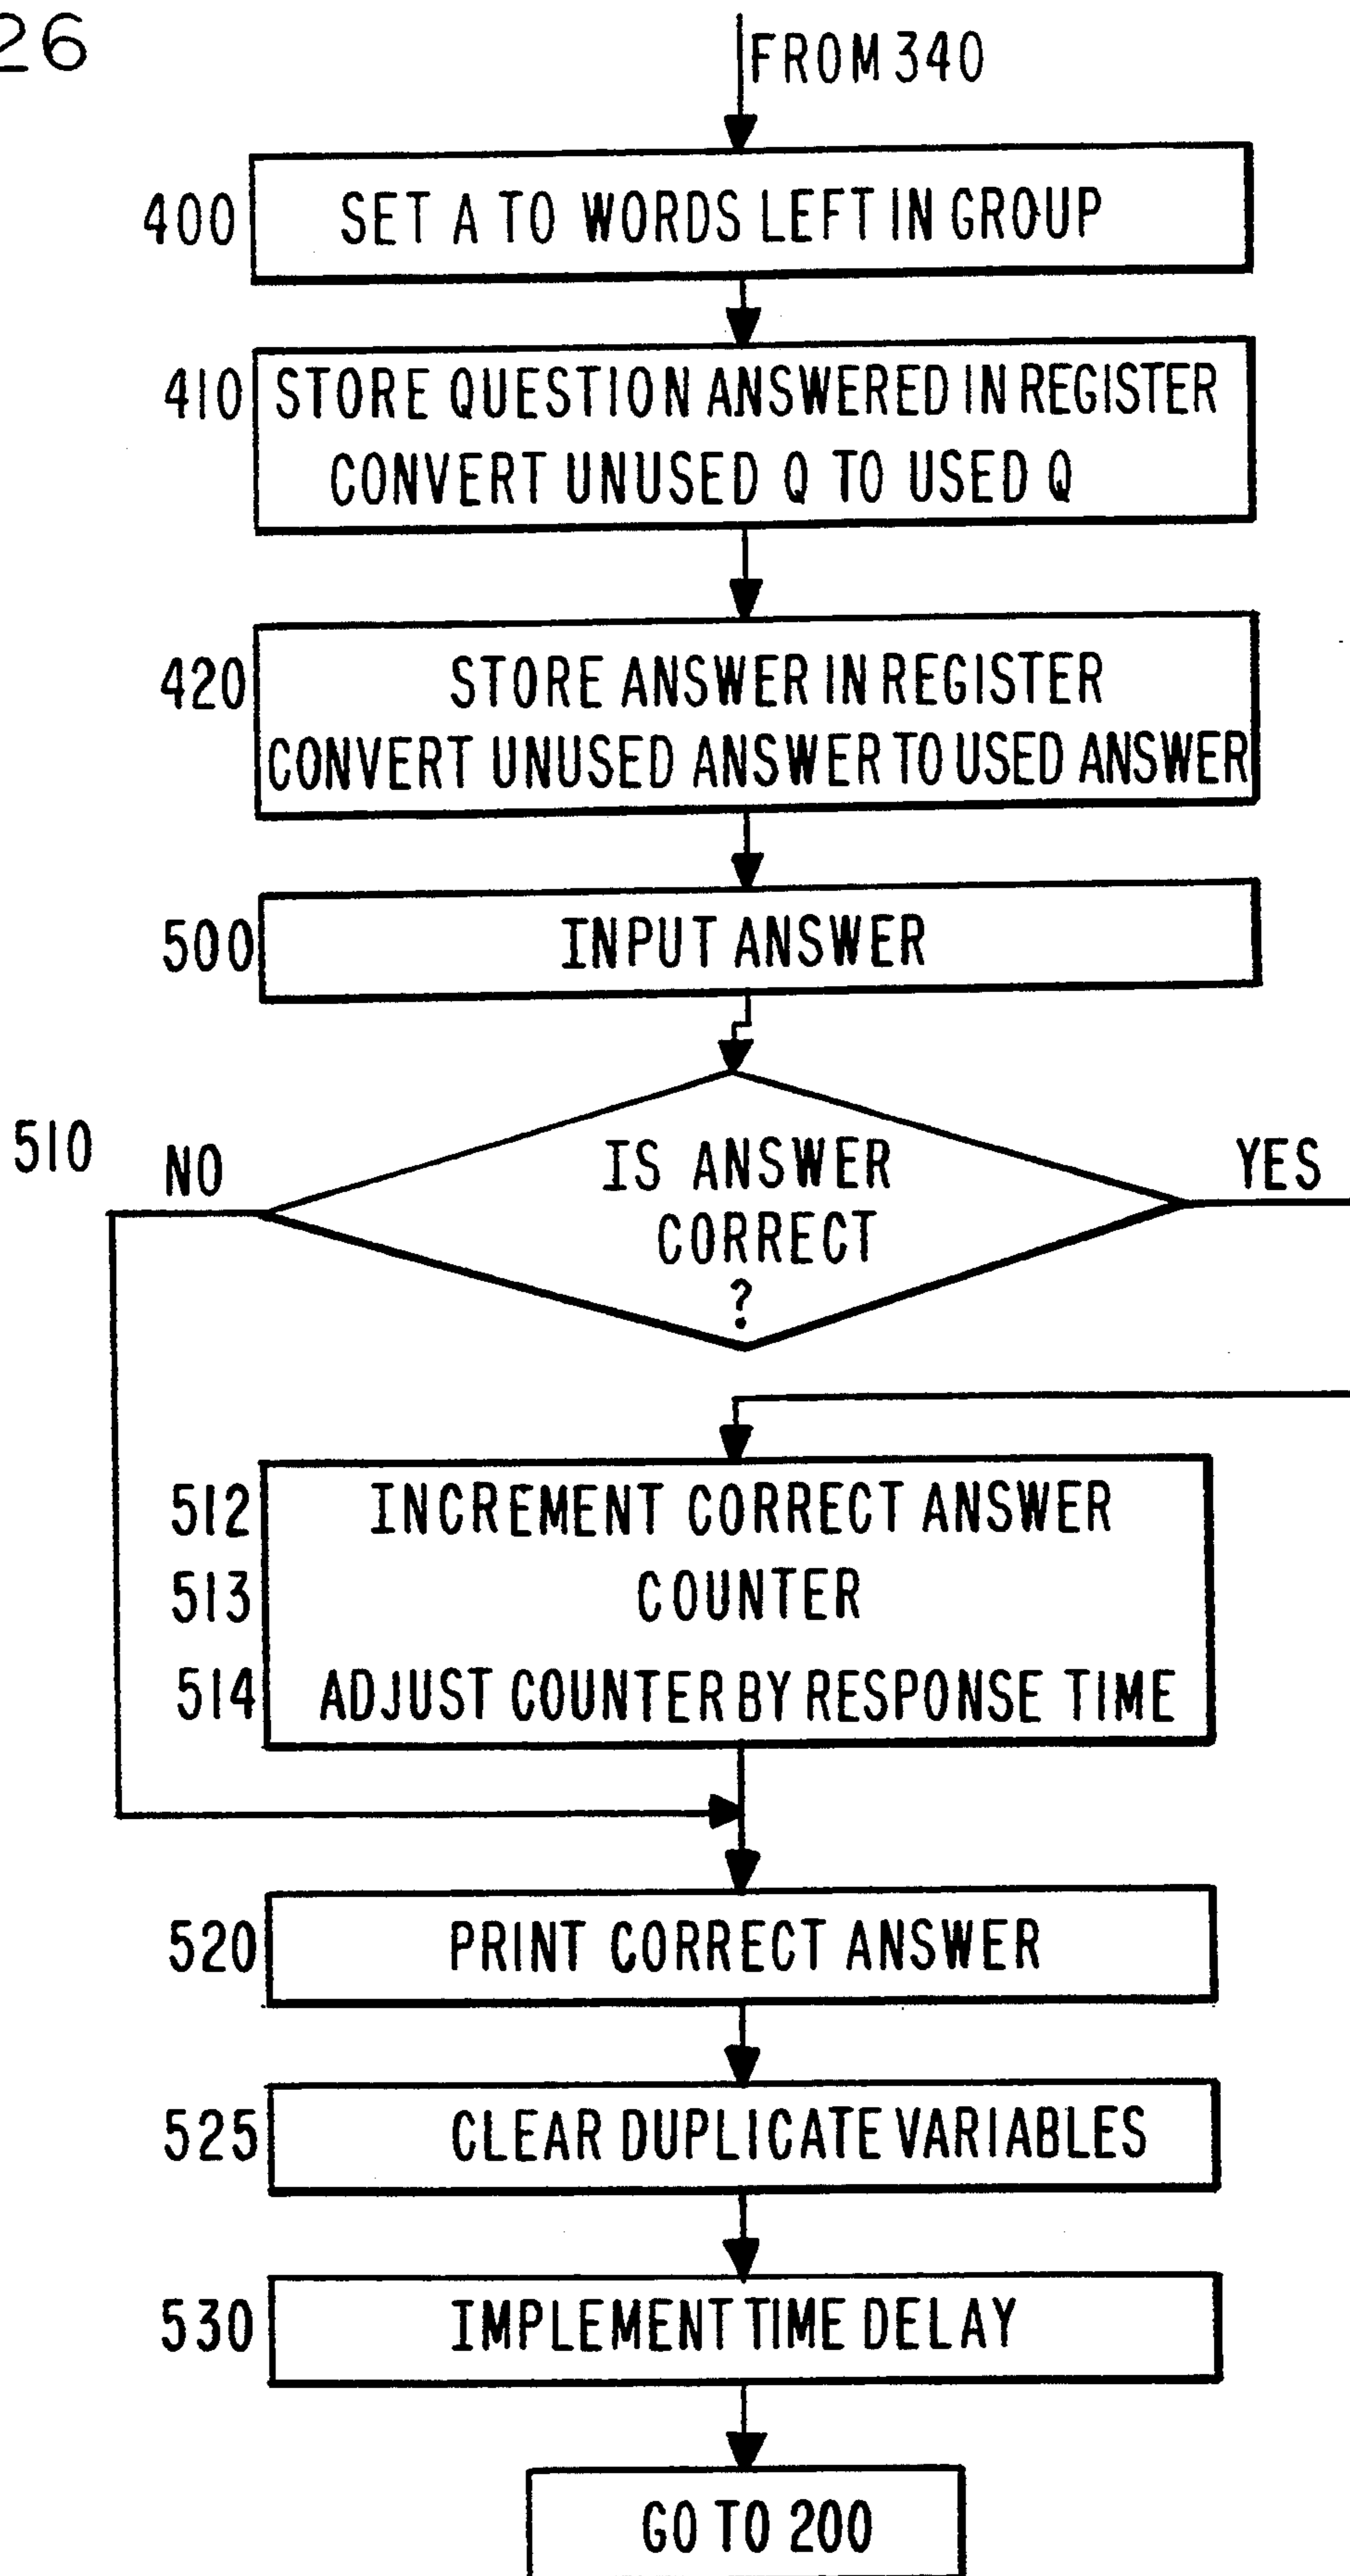 26
FROM 340
400 SET A TO WORDS LEFT IN GROUP
410 STORE QUESTION ANSWERED IN REGISTER
CONVERT UNUSED Q TO USED Q
420 STORE ANSWER IN REGISTER
CONVERT UNUSED ANSWER TO USED ANSWER
500 INPUT ANSWER
510 NO IS ANSWER YES
CORRECT
?
512 INCREMENT CORRECT ANSWER
513 COUNTER
514 ADJUST COUNTER BY RESPONSE TIME
520 PRINT CORRECT ANSWER
525 CLEAR DUPLICATE VARIABLES
530 IMPLEMENT TIME DELAY
GO TO 200